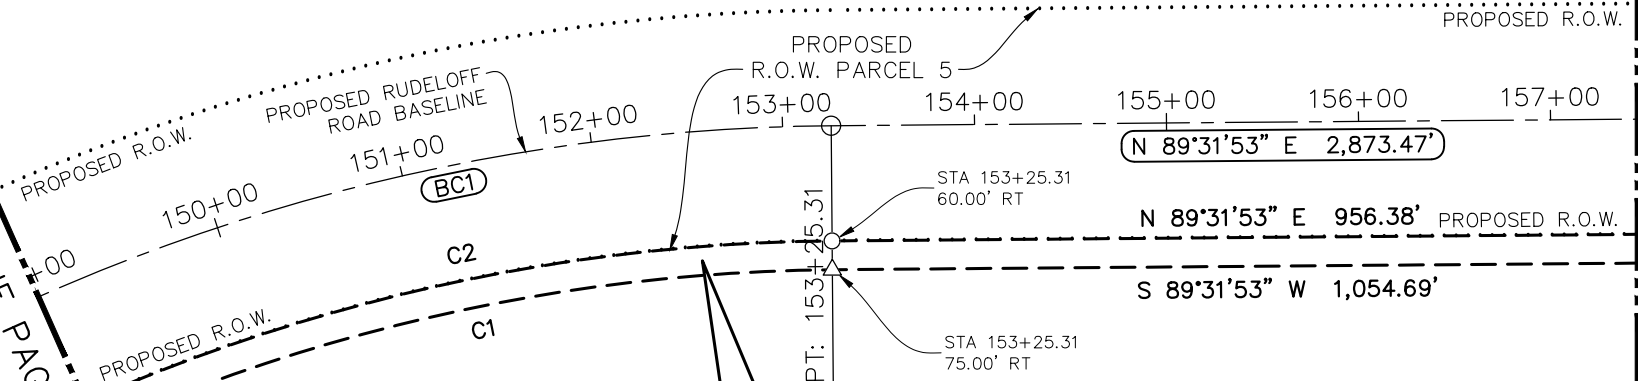 PROPOSED R.O.W.
PROPOSED
R.O.W. PARCEL 5
PROPOSED RUDELOFF
ROAD BASELINE
153+00
154+00
155+00
156+00
157+00
152+00
151+00
150+00
+00
PROPOSED R.O.W.
BC1
N 89°31'53" E 2,873.47'
STA 153+25.31
60.00' RT
N 89°31'53" E 956.38'
PROPOSED R.O.W.
C2
PT: 153+25.31
S 89°31'53" W 1,054.69'
C1
PROPOSED R.O.W.
STA 153+25.31
75.00' RT